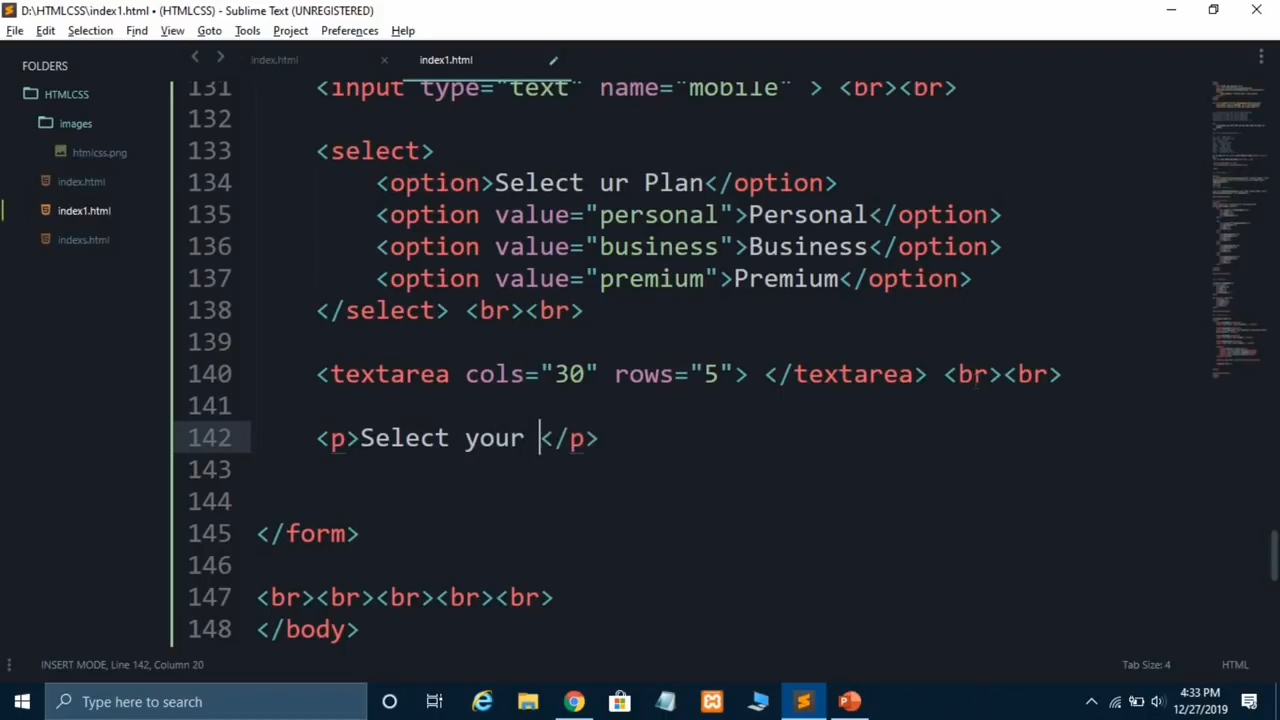 D:\HTMLCSS\index1.html • (HTMLCSS) - Sublime Text (UNREGISTERED)
File Edit Selection Find View Goto Tools Project Preferences Help
FOLDERS
HTMLCSS
images
htmlcss.png
index.html
index1.html
indexs.html
index.html
index1.html
131 <input type="text" name="mobile" > <br><br>
132
133 <select>
134 <option>Select ur Plan</option>
135 <option value="personal">Personal</option>
136 <option value="business">Business</option>
137 <option value="premium">Premium</option>
138 </select> <br><br>
139
140 <textarea cols="30" rows="5"> </textarea> <br><br>
141
142 <p>Select your </p>
143
144
145 </form>
146
147 <br><br><br><br><br>
148 </body>
INSERT MODE, Line 142, Column 20
Tab Size: 4
HTML
Type here to search
4:33 PM
12/27/2019